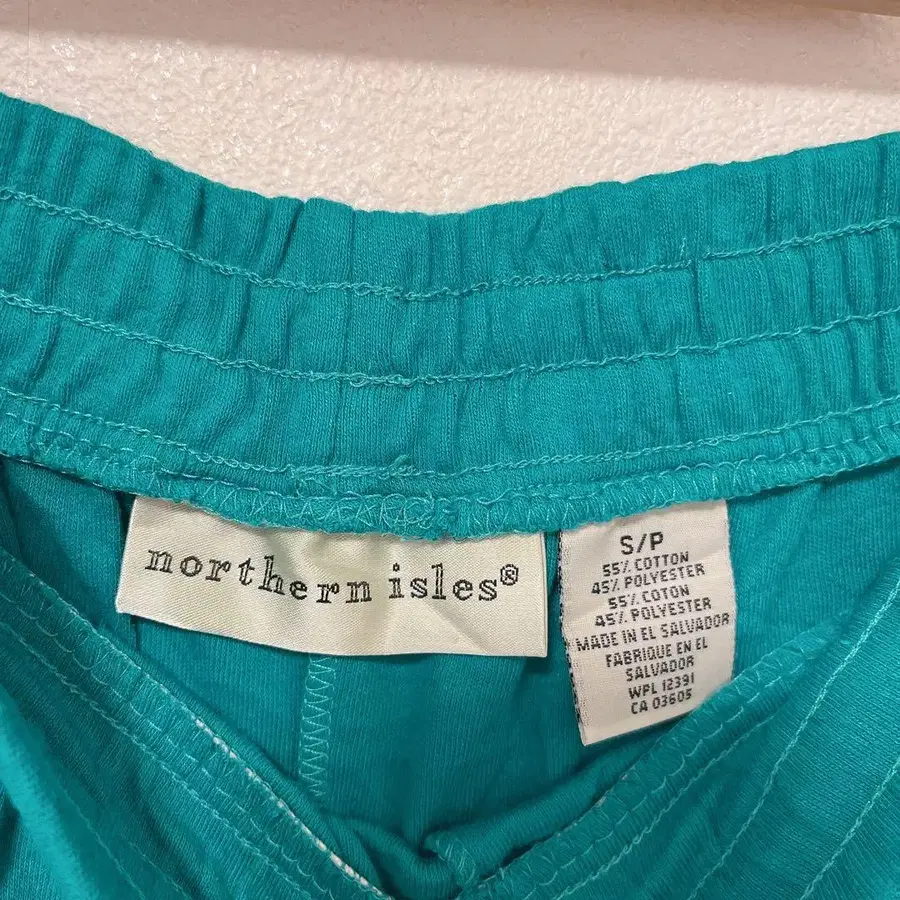 northern isles®
S/P
55% COTTON
45% POLYESTER
55% COTON
45% POLYESTER
MADE IN EL SALVADOR
FABRIQUE EN EL
SALVADOR
WPL 12391
CA 03605